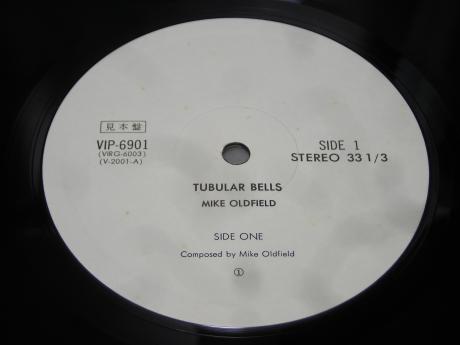 見本盤
VIP-6901
(VIRG-6003)
(V-2001-A)
SIDE 1
STEREO 33 1/3
TUBULAR BELLS
MIKE OLDFIELD
SIDE ONE
Composed by Mike Oldfield
①